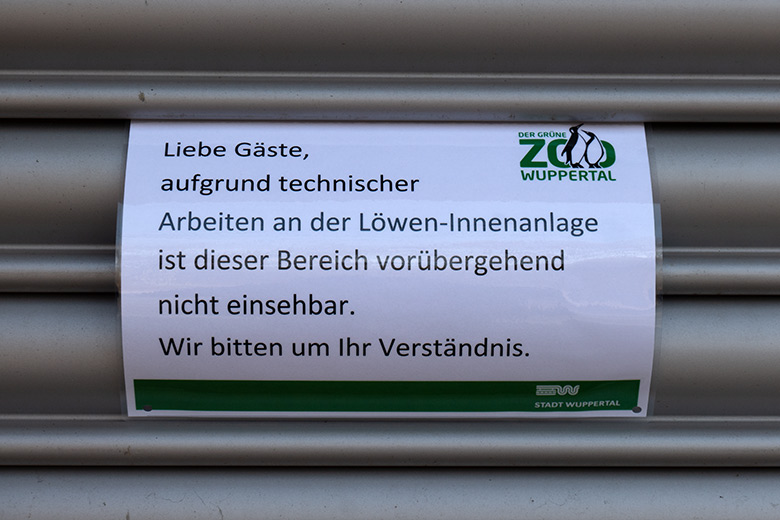 DER GRÜNE
ZOO
WUPPERTAL
Liebe Gäste,
aufgrund technischer
Arbeiten an der Löwen-Innenanlage
ist dieser Bereich vorübergehend
nicht einsehbar.
Wir bitten um Ihr Verständnis.
STADT WUPPERTAL